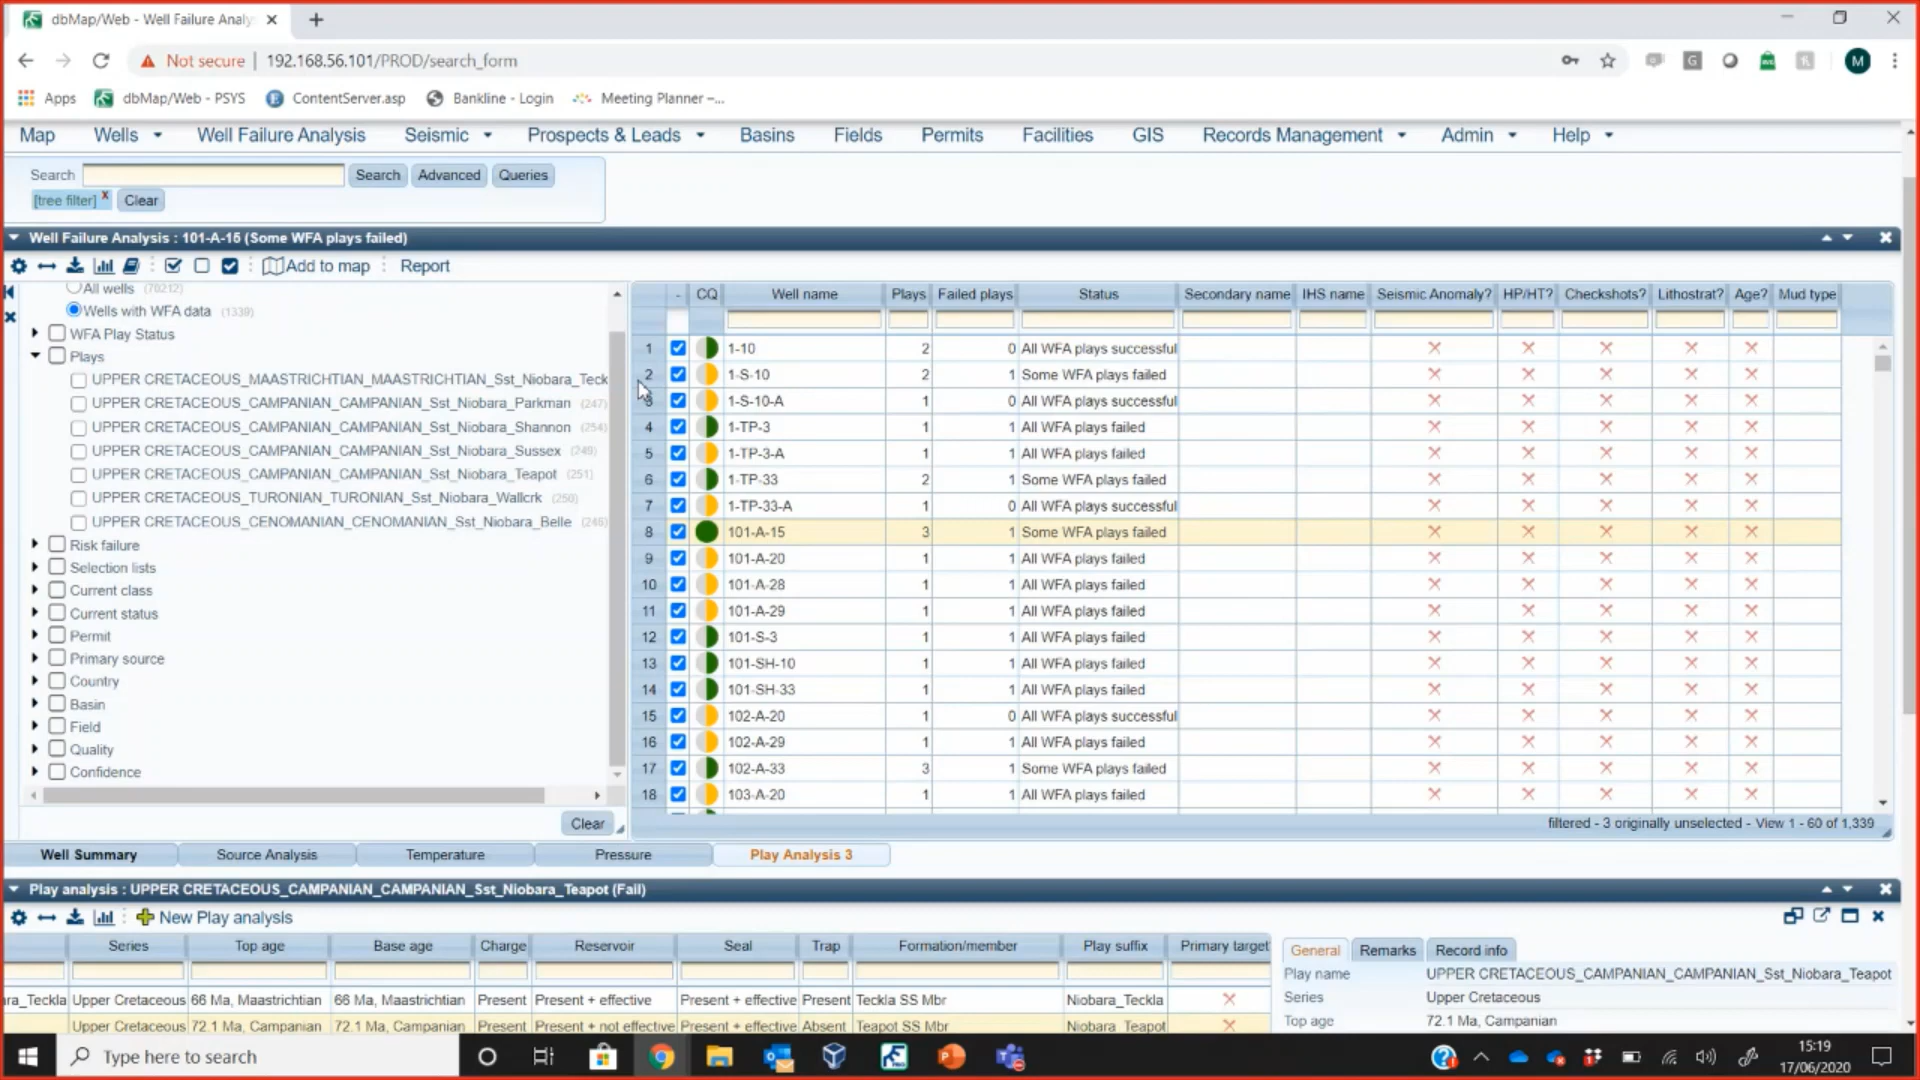 dbMap/Web - Well Failure Analy
Not secure | 192.168.56.101/PROD/search_form
M
Apps dbMap/Web - PSYS ContentServer.asp Bankline - Login Meeting Planner –...
Map Wells Well Failure Analysis Seismic Prospects & Leads Basins Fields Permits Facilities GIS Records Management Admin Help
Search Search Advanced Queries
[tree filter] x Clear
Well Failure Analysis : 101-A-15 (Some WFA plays failed)
Add to map Report
All wells (70212)
Wells with WFA data (1339)
WFA Play Status
Plays
UPPER CRETACEOUS_MAASTRICHTIAN_MAASTRICHTIAN_Sst_Niobara_Teck
UPPER CRETACEOUS_CAMPANIAN_CAMPANIAN_Sst_Niobara_Parkman (247)
UPPER CRETACEOUS_CAMPANIAN_CAMPANIAN_Sst_Niobara_Shannon (254)
UPPER CRETACEOUS_CAMPANIAN_CAMPANIAN_Sst_Niobara_Sussex (249)
UPPER CRETACEOUS_CAMPANIAN_CAMPANIAN_Sst_Niobara_Teapot (251)
UPPER CRETACEOUS_TURONIAN_TURONIAN_Sst_Niobara_Wallcrk (250)
UPPER CRETACEOUS_CENOMANIAN_CENOMANIAN_Sst_Niobara_Belle (246)
Risk failure
Selection lists
Current class
Current status
Permit
Primary source
Country
Basin
Field
Quality
Confidence
Clear
- CQ Well name Plays Failed plays Status Secondary name IHS name Seismic Anomaly? HP/HT? Checkshots? Lithostrat? Age? Mud type
1 1-10 2 0 All WFA plays successful
2 1-S-10 2 1 Some WFA plays failed
3 1-S-10-A 1 0 All WFA plays successful
4 1-TP-3 1 1 All WFA plays failed
5 1-TP-3-A 1 1 All WFA plays failed
6 1-TP-33 2 1 Some WFA plays failed
7 1-TP-33-A 1 0 All WFA plays successful
8 101-A-15 3 1 Some WFA plays failed
9 101-A-20 1 1 All WFA plays failed
10 101-A-28 1 1 All WFA plays failed
11 101-A-29 1 1 All WFA plays failed
12 101-S-3 1 1 All WFA plays failed
13 101-SH-10 1 1 All WFA plays failed
14 101-SH-33 1 1 All WFA plays failed
15 102-A-20 1 0 All WFA plays successful
16 102-A-29 1 1 All WFA plays failed
17 102-A-33 3 1 Some WFA plays failed
18 103-A-20 1 1 All WFA plays failed
filtered - 3 originally unselected - View 1 - 60 of 1,339
Well Summary Source Analysis Temperature Pressure Play Analysis 3
Play analysis : UPPER CRETACEOUS_CAMPANIAN_CAMPANIAN_Sst_Niobara_Teapot (Fail)
New Play analysis
Series Top age Base age Charge Reservoir Seal Trap Formation/member Play suffix Primary target
ara_Teckla Upper Cretaceous 66 Ma, Maastrichtian 66 Ma, Maastrichtian Present Present + effective Present + effective Present Teckla SS Mbr Niobara_Teckla
Upper Cretaceous 72.1 Ma, Campanian 72.1 Ma, Campanian Present Present + not effective Present + effective Absent Teapot SS Mbr Niobara_Teapot
General Remarks Record info
Play name UPPER CRETACEOUS_CAMPANIAN_CAMPANIAN_Sst_Niobara_Teapot
Series Upper Cretaceous
Top age 72.1 Ma, Campanian
Type here to search
15:19
17/06/2020